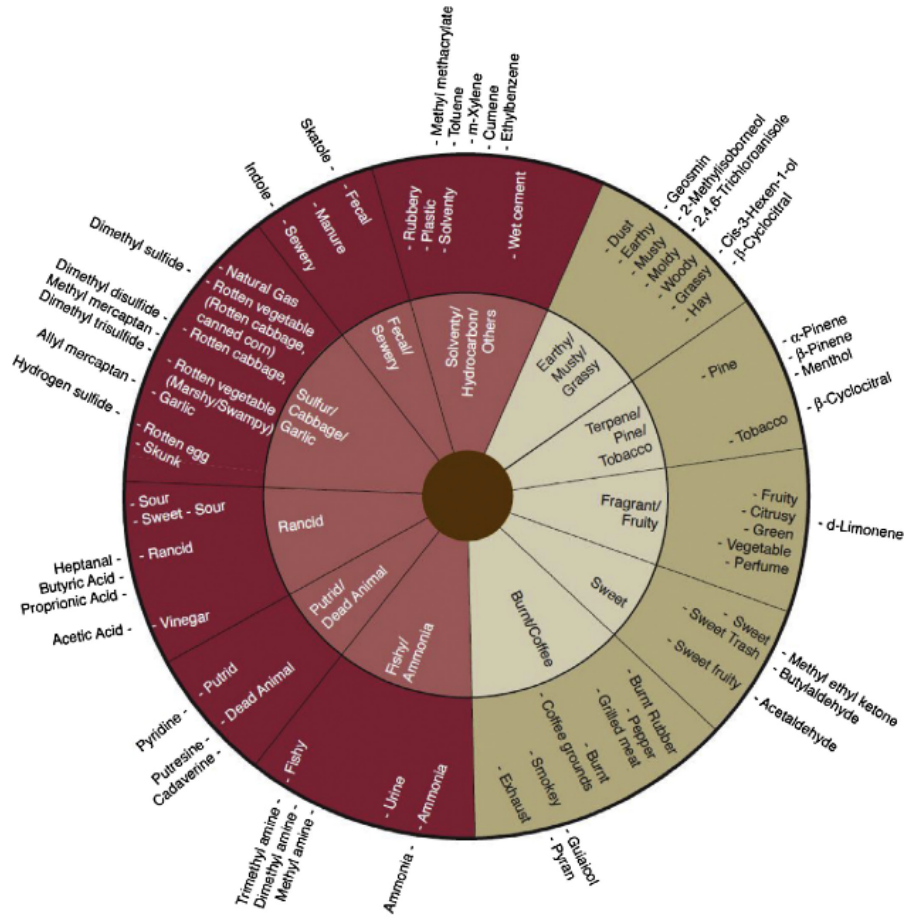 - Methyl methacrylate
- Toluene
- m-Xylene
- Cumene
- Ethylbenzene
- Geosmin
- 2-Methylisoborneol
- 2,4,6-Trichloroanisole
- Cis-3-Hexen-1-ol
- β-Cyclocitral
- α-Pinene
- β-Pinene
- Menthol
- β-Cyclocitral
- d-Limonene
- Methyl ethyl ketone
- Butylaldehyde
- Acetaldehyde
- Guiaicol
- Pyran
Ammonia -
Methyl amine -
Dimethyl amine -
Trimethyl amine -
Cadaverine -
Putresine -
Pyridine -
Acetic Acid -
Proprionic Acid -
Butyric Acid -
Heptanal -
Hydrogen sulfide -
Allyl mercaptan -
Dimethyl trisulfide -
Methyl mercaptan -
Dimethyl disulfide -
Dimethyl sulfide -
Indole -
Skatole -
- Rubbery
- Plastic
- Solventy
- Wet cement
- Dust
- Earthy
- Musty
- Moldy
- Woody
- Grassy
- Hay
- Pine
- Tobacco
- Fruity
- Citrusy
- Green
- Vegetable
- Perfume
- Sweet
- Sweet Trash
- Sweet fruity
- Burnt Rubber
- Pepper
- Grilled meat
- Burnt
- Coffee grounds
- Smokey
- Exhaust
- Ammonia
- Urine
- Fishy
- Dead Animal
- Putrid
- Vinegar
- Rancid
- Sour
- Sweet - Sour
- Natural Gas
- Rotten vegetable
(Rotten cabbage,
canned corn)
- Rotten cabbage,
- Rotten vegetable
(Marshy/Swampy)
- Garlic
- Rotten egg
- Skunk
- Sewery
- Manure
- Fecal
Solventy/
Hydrocarbon/
Others
Earthy/
Musty/
Grassy
Terpene/
Pine/
Tobacco
Fragrant/
Fruity
Sweet
Burnt/Coffee
Fishy/
Ammonia
Putrid/
Dead Animal
Rancid
Sulfur/
Cabbage/
Garlic
Fecal/
Sewery